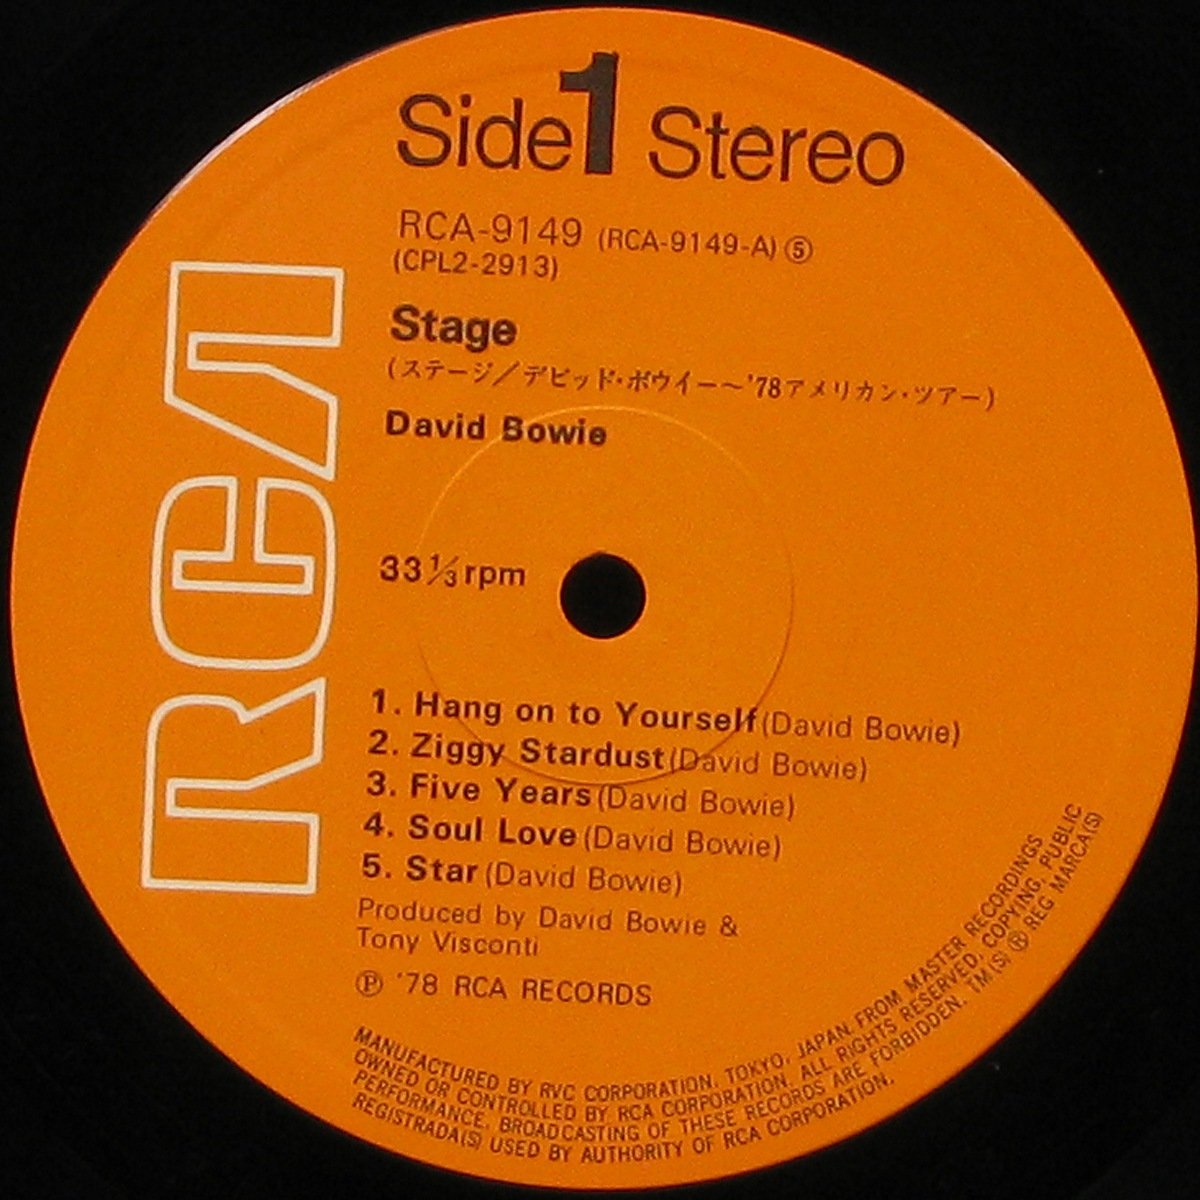 Side 1 Stereo
RCA-9149 (RCA-9149-A) ⑤
(CPL2-2913)
Stage
(ステージ／デビッド・ボウイー～'78アメリカン・ツアー)
David Bowie
33⅓ rpm
RCA
1. Hang on to Yourself (David Bowie)
2. Ziggy Stardust (David Bowie)
3. Five Years (David Bowie)
4. Soul Love (David Bowie)
5. Star (David Bowie)
Produced by David Bowie &
Tony Visconti
Ⓟ '78 RCA RECORDS
MANUFACTURED BY RVC CORPORATION, TOKYO, JAPAN. FROM MASTER RECORDINGS
OWNED OR CONTROLLED BY RCA CORPORATION. ALL RIGHTS RESERVED, COPYING, PUBLIC
PERFORMANCE, BROADCASTING OF THESE RECORDS ARE FORBIDDEN. TM(S) ® REG MARCA(S)
REGISTRADA(S) USED BY AUTHORITY OF RCA CORPORATION.